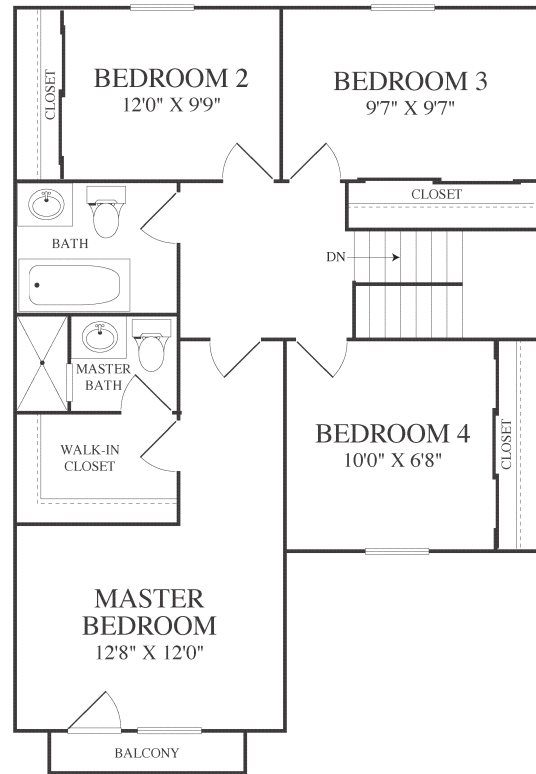 CLOSET
BEDROOM 2
12'0" X 9'9"
BEDROOM 3
9'7" X 9'7"
CLOSET
BATH
DN
MASTER
BATH
WALK-IN
CLOSET
BEDROOM 4
10'0" X 6'8"
CLOSET
MASTER
BEDROOM
12'8" X 12'0"
BALCONY